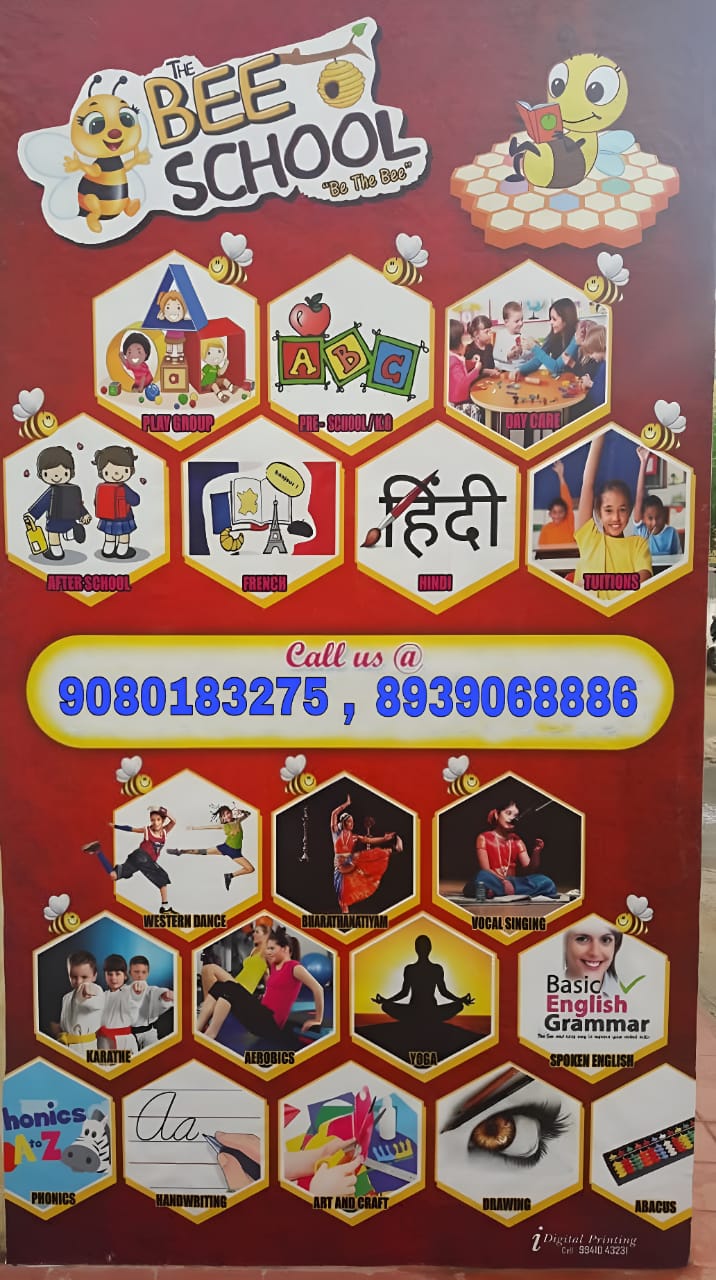 THE
BEE
SCHOOL
"Be The Bee"
a
A B C
PLAY GROUP
PRE- SCHOOL/K.G
DAY CARE
Bonjour !
हिंदी
AFTER SCHOOL
FRENCH
HINDI
TUITIONS
Call us @
9080183275 , 8939068886
WESTERN DANCE
BHARATHANATIYAM
VOCAL SINGING
Basic
English
Grammar
KARATHE
AEROBICS
YOGA
SPOKEN ENGLISH
honics
A to Z
Aa
PHONICS
HANDWRITING
ART AND CRAFT
DRAWING
ABACUS
i Digital Printing
Cell : 99410 43231